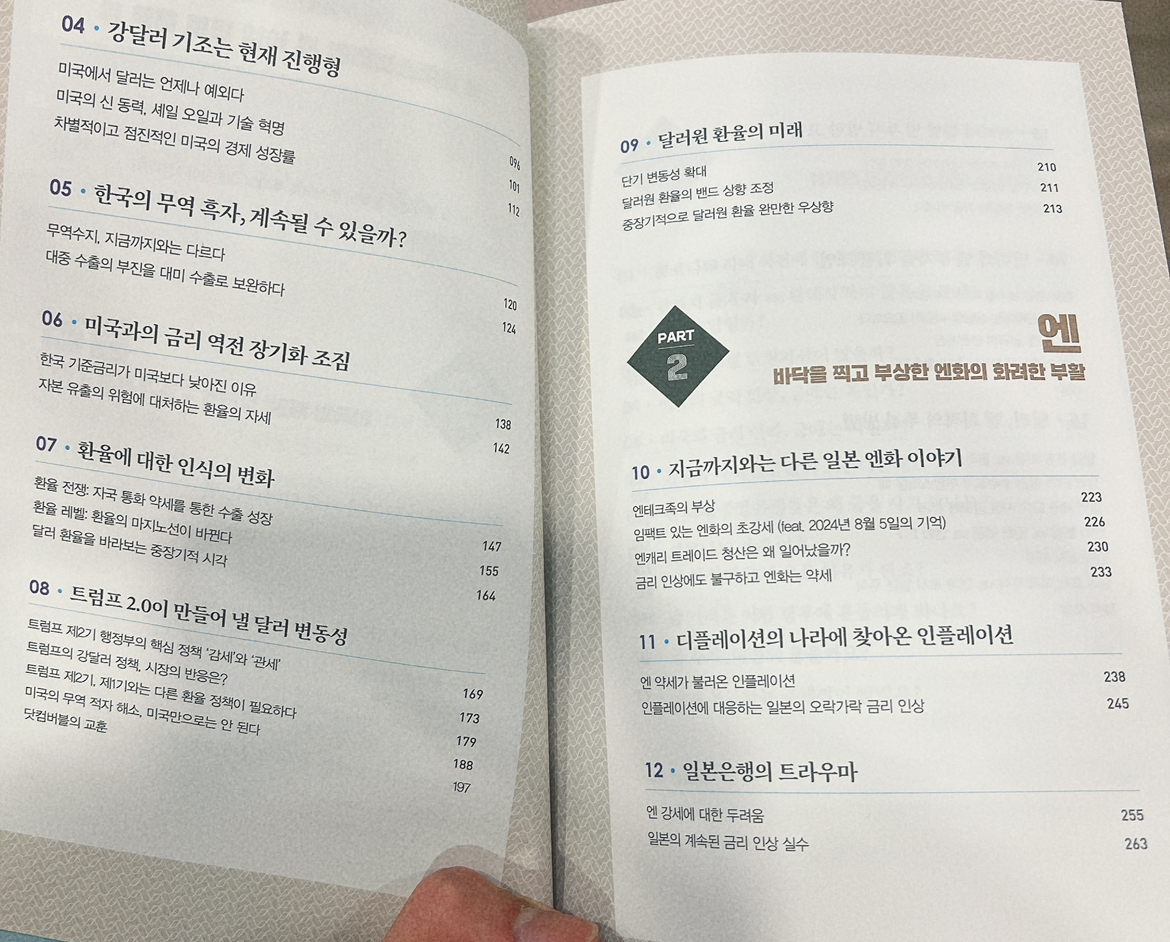 04 · 강달러 기조는 현재 진행형
미국에서 달러는 언제나 예외다 096
미국의 신 동력, 셰일 오일과 기술 혁명 101
차별적이고 점진적인 미국의 경제 성장률 112
05 · 한국의 무역 흑자, 계속될 수 있을까?
무역수지, 지금까지와는 다르다 120
대중 수출의 부진을 대미 수출로 보완하다 124
06 · 미국과의 금리 역전 장기화 조짐
한국 기준금리가 미국보다 낮아진 이유 138
자본 유출의 위험에 대처하는 환율의 자세 142
07 · 환율에 대한 인식의 변화
환율 전쟁: 자국 통화 약세를 통한 수출 성장 147
환율 레벨: 환율의 마지노선이 바뀐다 155
달러 환율을 바라보는 중장기적 시각 164
08 · 트럼프 2.0이 만들어 낼 달러 변동성
트럼프 제2기 행정부의 핵심 정책 '감세'와 '관세' 169
트럼프의 강달러 정책, 시장의 반응은? 173
트럼프 제2기, 제1기와는 다른 환율 정책이 필요하다 179
미국의 무역 적자 해소, 미국만으로는 안 된다 188
닷컴버블의 교훈 197
09 · 달러원 환율의 미래
단기 변동성 확대 210
달러원 환율의 밴드 상향 조정 211
중장기적으로 달러원 환율 완만한 우상향 213
PART
2
엔
바닥을 찍고 부상한 엔화의 화려한 부활
10 · 지금까지와는 다른 일본 엔화 이야기
엔테크족의 부상 223
임팩트 있는 엔화의 초강세 (feat. 2024년 8월 5일의 기억) 226
엔캐리 트레이드 청산은 왜 일어났을까? 230
금리 인상에도 불구하고 엔화는 약세 233
11 · 디플레이션의 나라에 찾아온 인플레이션
엔 약세가 불러온 인플레이션 238
인플레이션에 대응하는 일본의 오락가락 금리 인상 245
12 · 일본은행의 트라우마
엔 강세에 대한 두려움 255
일본의 계속된 금리 인상 실수 263